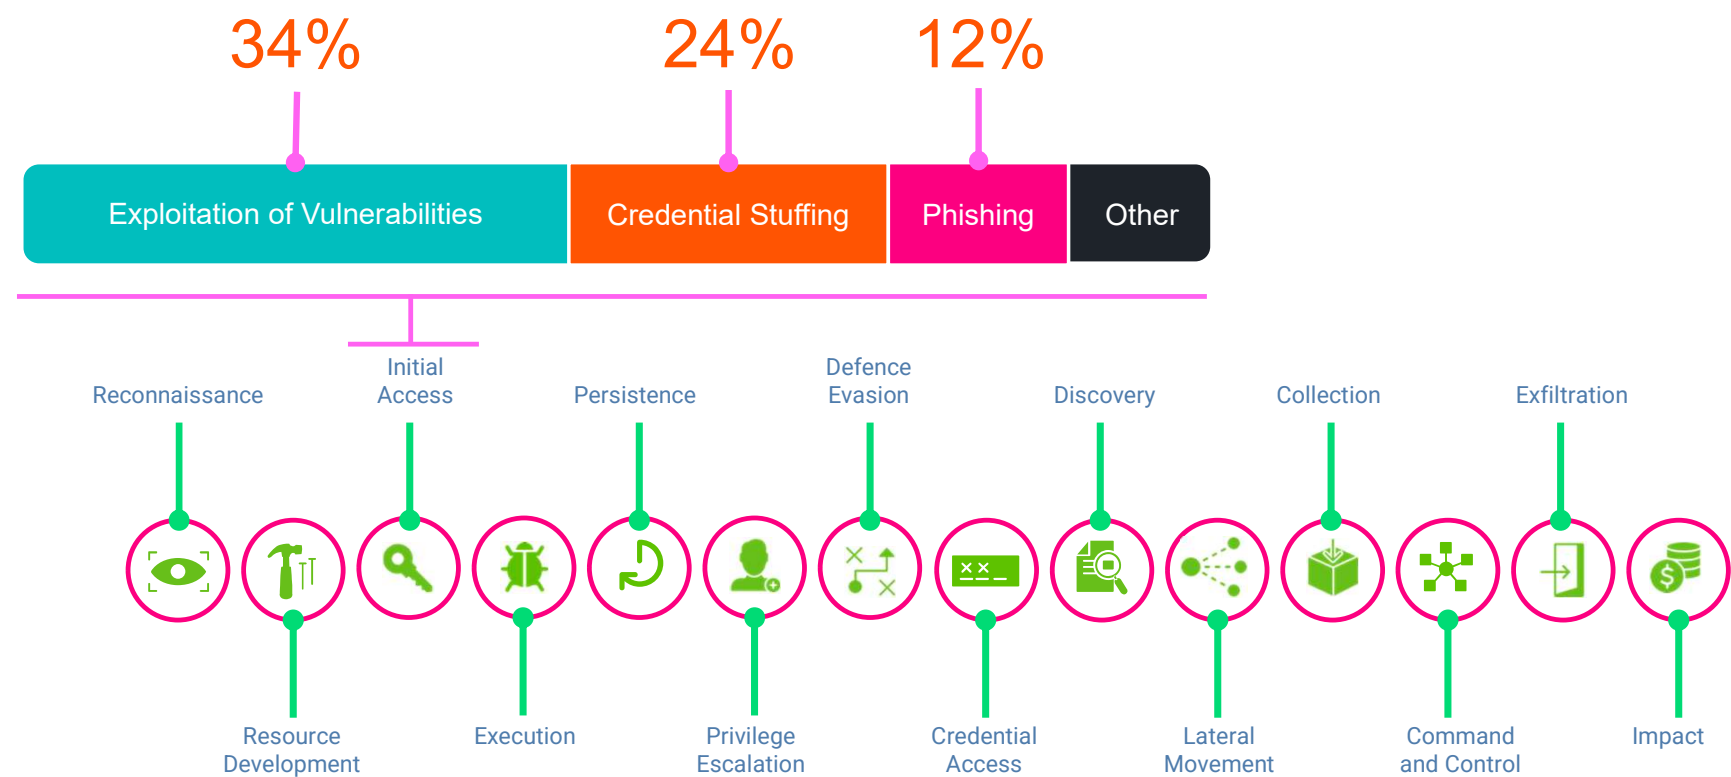 34%
24%
12%
Exploitation of Vulnerabilities
Credential Stuffing
Phishing
Other
Reconnaissance
Initial
Access
Persistence
Defence
Evasion
Discovery
Collection
Exfiltration
Resource
Development
Execution
Privilege
Escalation
Credential
Access
Lateral
Movement
Command
and Control
Impact